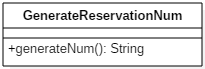 GenerateReservationNum
+generateNum(): String